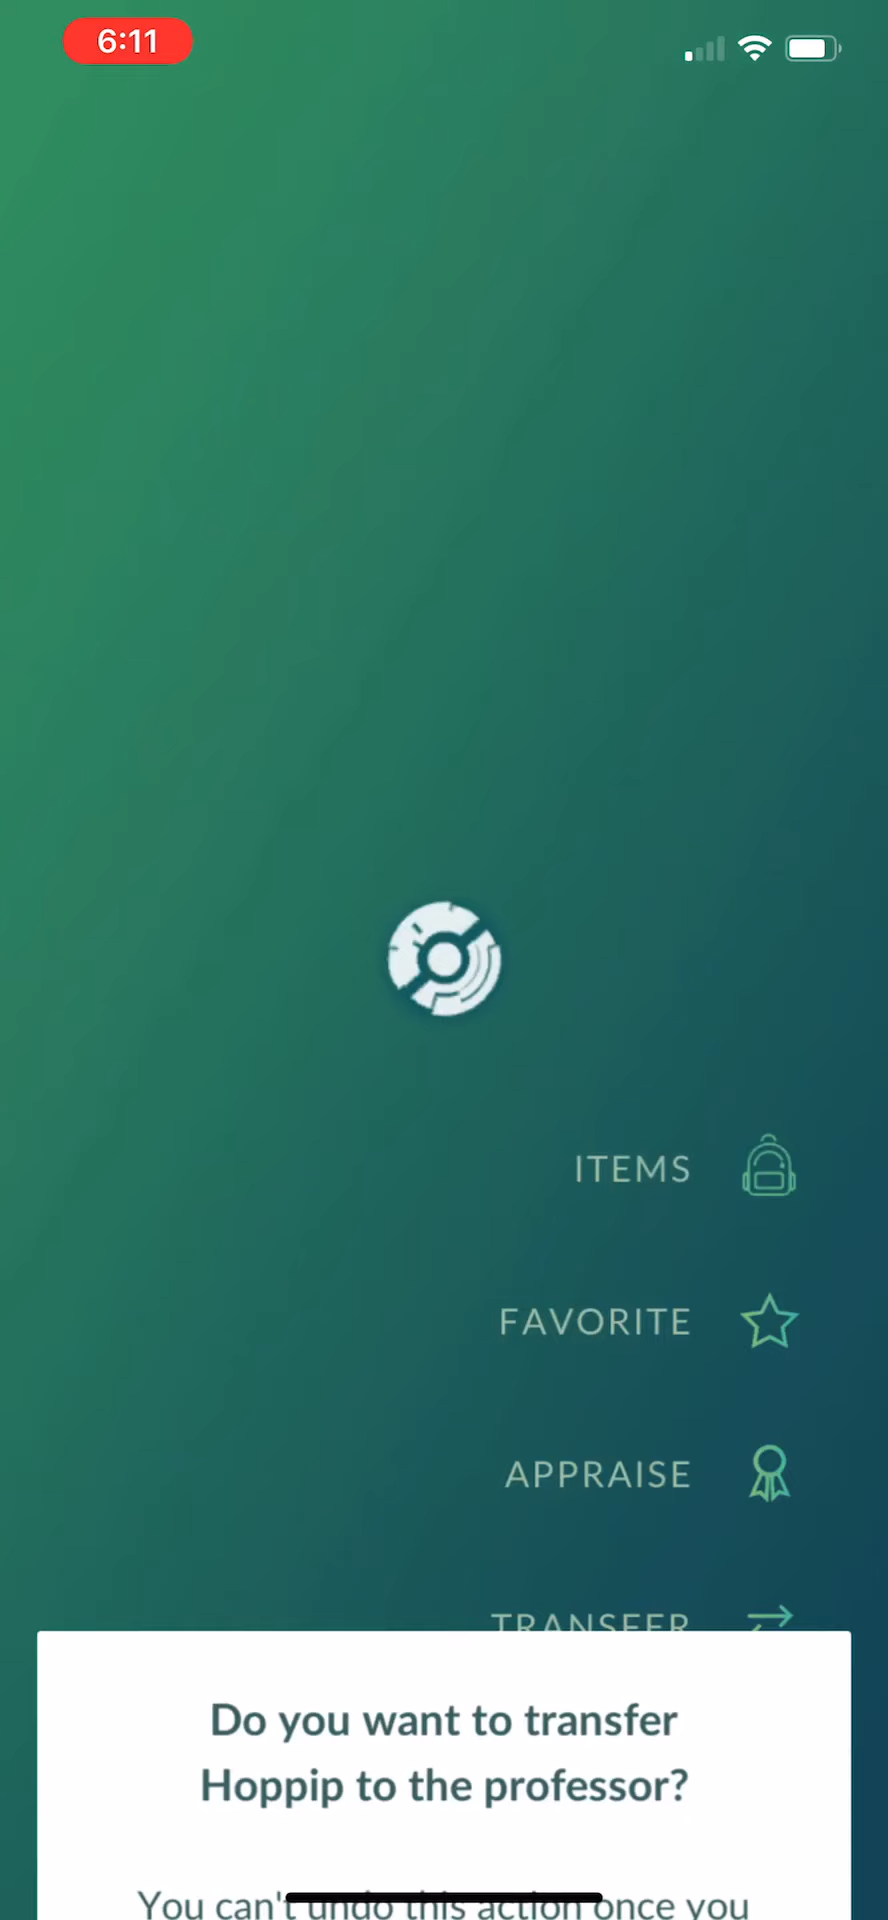 6:11
ITEMS
FAVORITE
APPRAISE
TRANSFER
Do you want to transfer
Hoppip to the professor?
You can't undo this action once you